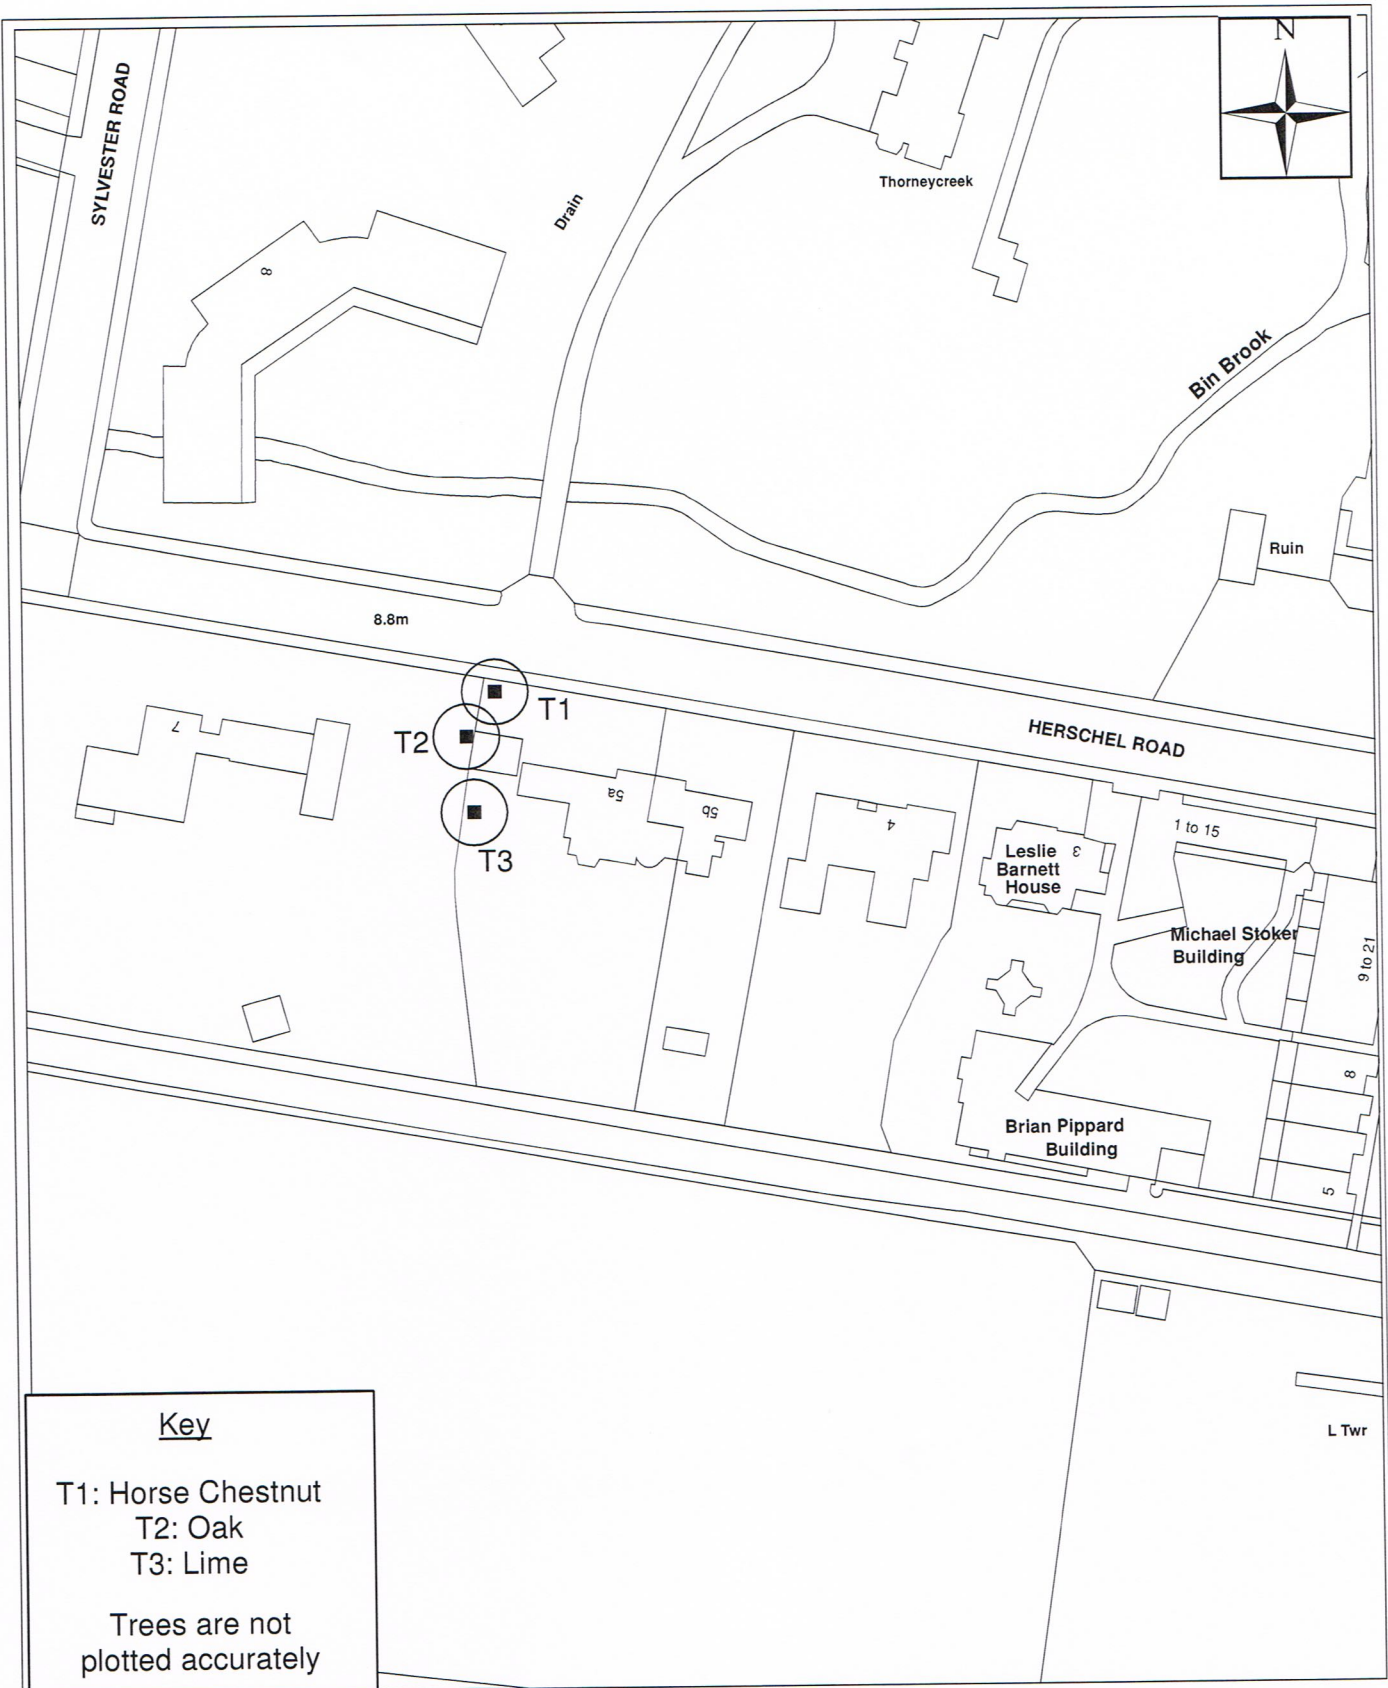 N
SYLVESTER ROAD
Drain
Thorneycreek
8
Bin Brook
Ruin
8.8m
T1
HERSCHEL ROAD
7
T2
5a
5b
4
1 to 15
T3
Leslie
Barnett
House
3
Michael Stoker
Building
9 to 21
8
Brian Pippard
Building
5
L Twr
Key
T1: Horse Chestnut
T2: Oak
T3: Lime
Trees are not
plotted accurately